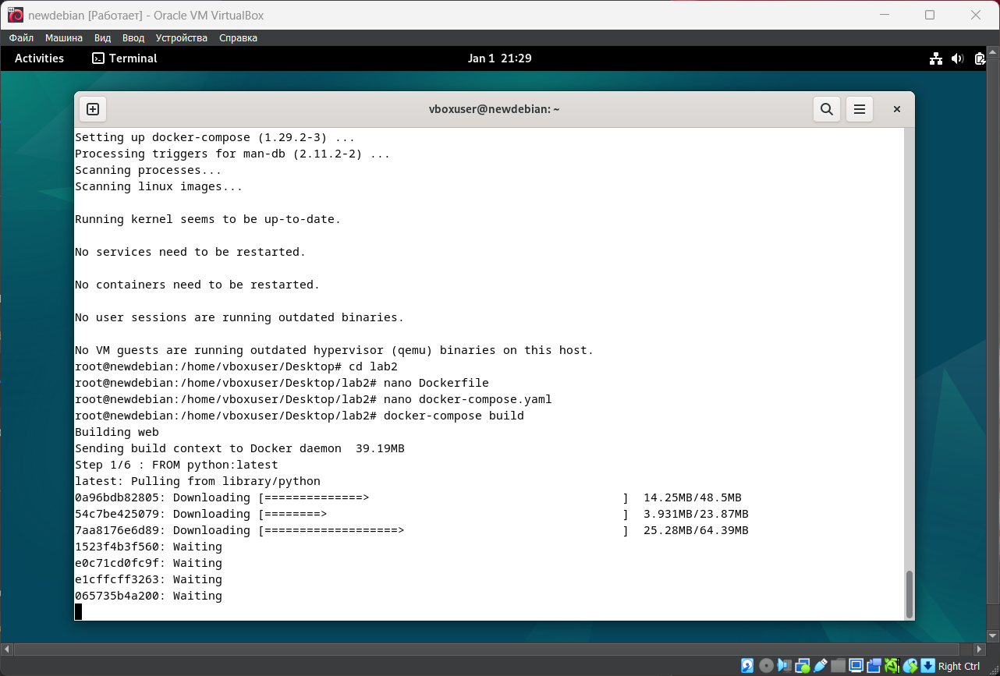 newdebian [Работает] - Oracle VM VirtualBox
Файл Машина Вид Ввод Устройства Справка
Activities Terminal Jan 1 21:29
vboxuser@newdebian: ~
Setting up docker-compose (1.29.2-3) ...
Processing triggers for man-db (2.11.2-2) ...
Scanning processes...
Scanning linux images...
Running kernel seems to be up-to-date.
No services need to be restarted.
No containers need to be restarted.
No user sessions are running outdated binaries.
No VM guests are running outdated hypervisor (qemu) binaries on this host.
root@newdebian:/home/vboxuser/Desktop# cd lab2
root@newdebian:/home/vboxuser/Desktop/lab2# nano Dockerfile
root@newdebian:/home/vboxuser/Desktop/lab2# nano docker-compose.yaml
root@newdebian:/home/vboxuser/Desktop/lab2# docker-compose build
Building web
Sending build context to Docker daemon  39.19MB
Step 1/6 : FROM python:latest
latest: Pulling from library/python
0a96bdb82805: Downloading [==============>                                    ]  14.25MB/48.5MB
54c7be425079: Downloading [========>                                          ]  3.931MB/23.87MB
7aa8176e6d89: Downloading [===================>                               ]  25.28MB/64.39MB
1523f4b3f560: Waiting
e0c71cd0fc9f: Waiting
e1cffcff3263: Waiting
065735b4a200: Waiting
Right Ctrl